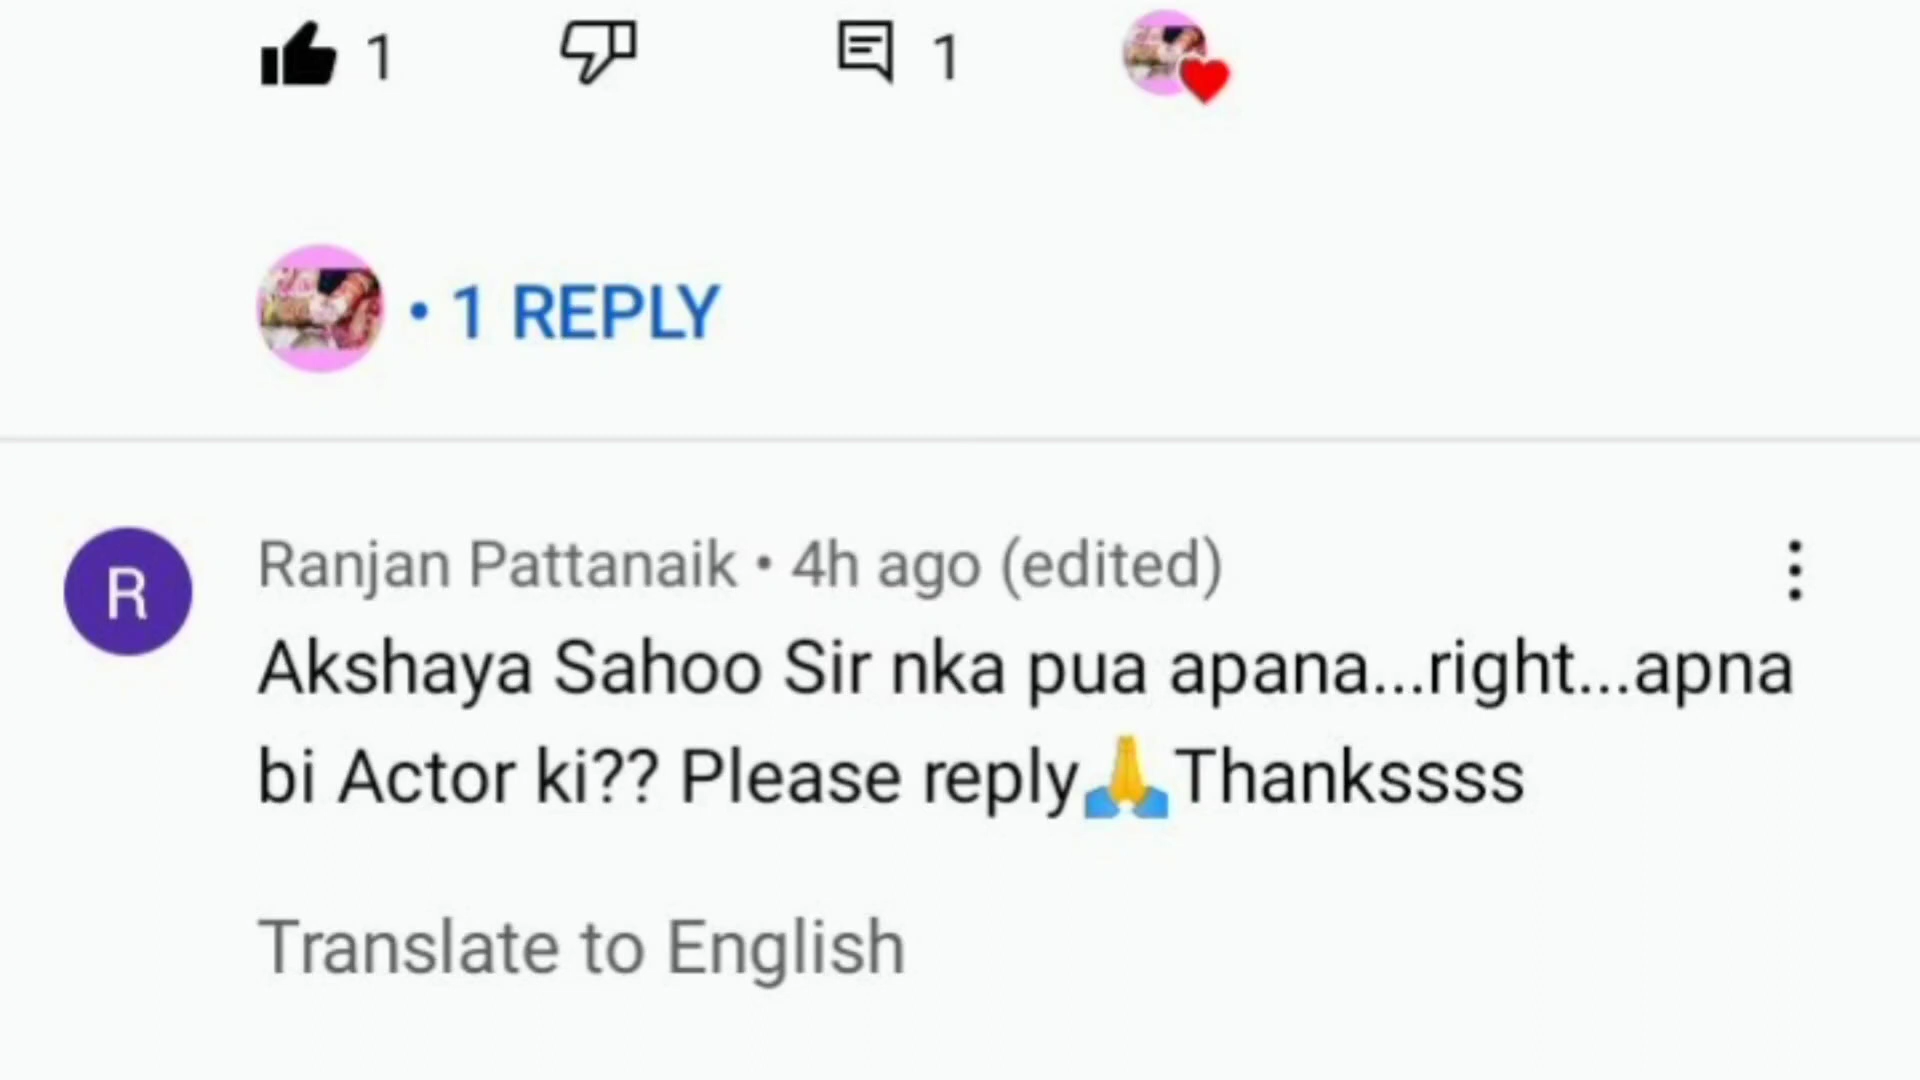 1 1
• 1 REPLY
R
Ranjan Pattanaik • 4h ago (edited)
Akshaya Sahoo Sir nka pua apana...right...apna
bi Actor ki?? Please reply🙏Thankssss
Translate to English